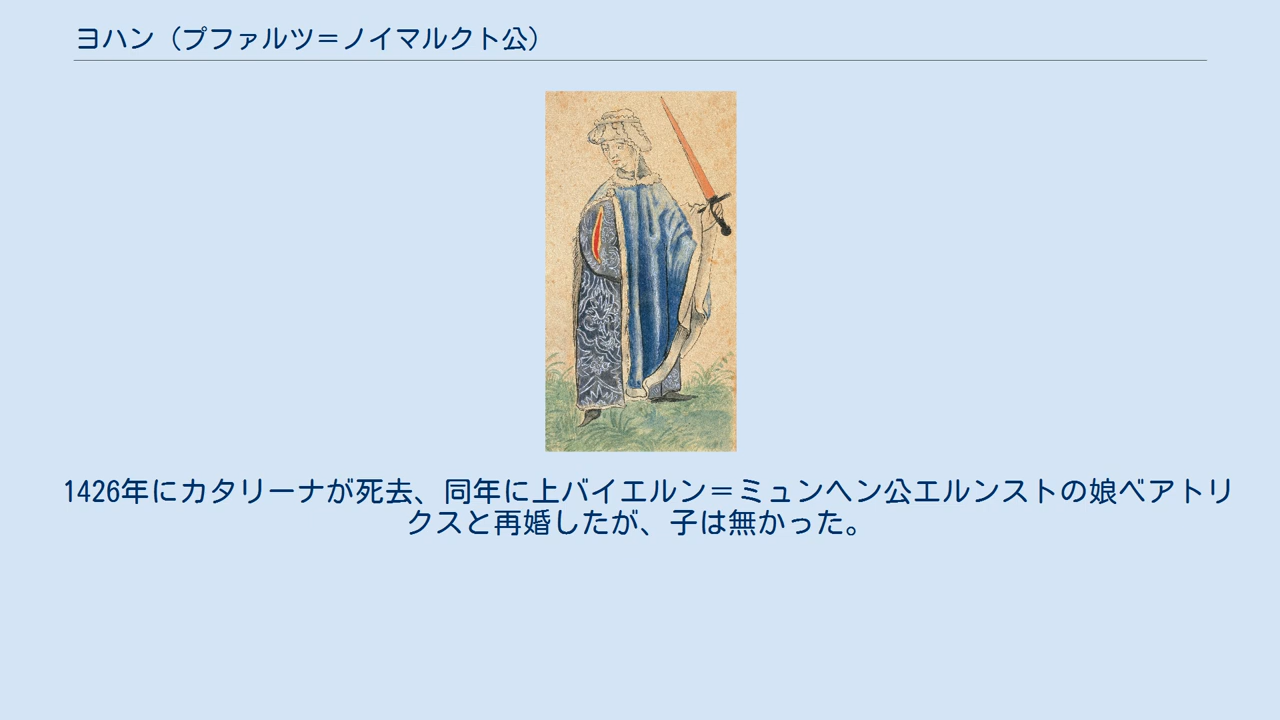 ヨハン（プファルツ＝ノイマルクト公）
1426年にカタリーナが死去、同年に上バイエルン＝ミュンヘン公エルンストの娘ベアトリ
クスと再婚したが、子は無かった。